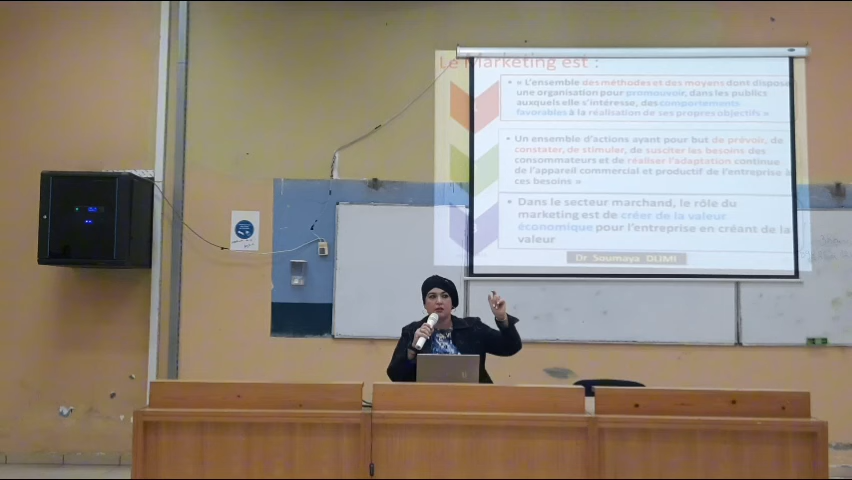 Le Marketing est :
• « L'ensemble des méthodes et des moyens dont dispose
une organisation pour promouvoir, dans les publics
auxquels elle s'intéresse, des comportements
favorables à la réalisation de ses propres objectifs »
Un ensemble d'actions ayant pour but de prévoir, de
constater, de stimuler, de susciter les besoins des
consommateurs et de réaliser l'adaptation continue
de l'appareil commercial et productif de l'entreprise à
ces besoins »
• Dans le secteur marchand, le rôle du
marketing est de créer de la valeur
économique pour l'entreprise en créant de la
valeur
Dr Soumaya DLIMI